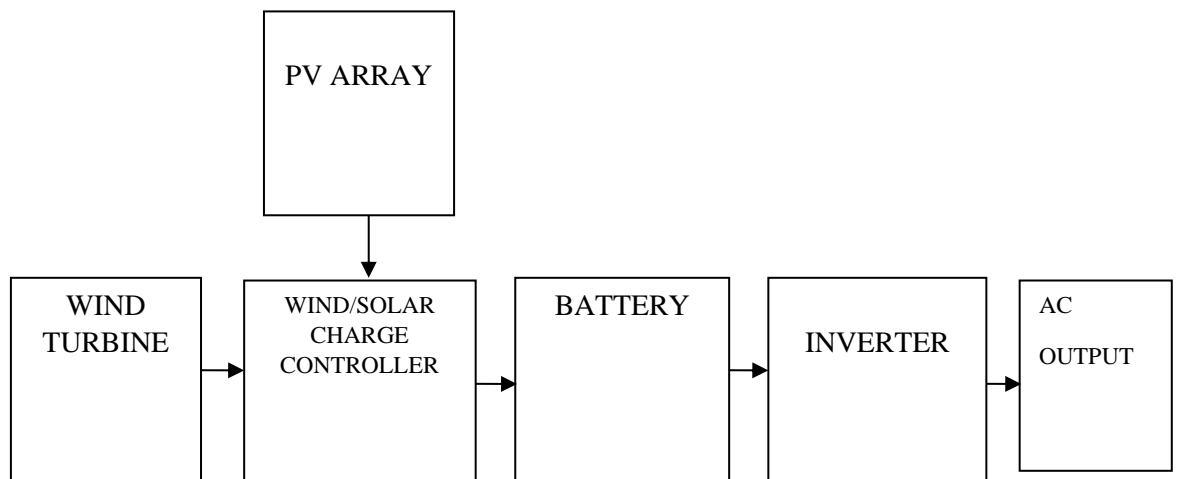 PV ARRAY
WIND
TURBINE
WIND/SOLAR
CHARGE
CONTROLLER
BATTERY
INVERTER
AC
OUTPUT